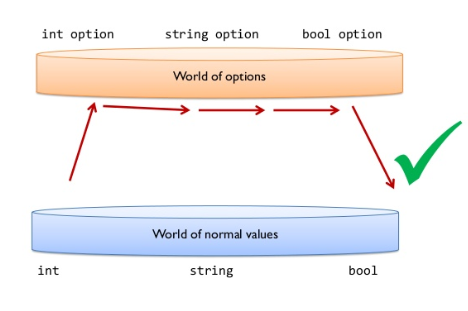 int option string option bool option
World of options
World of normal values
int string bool